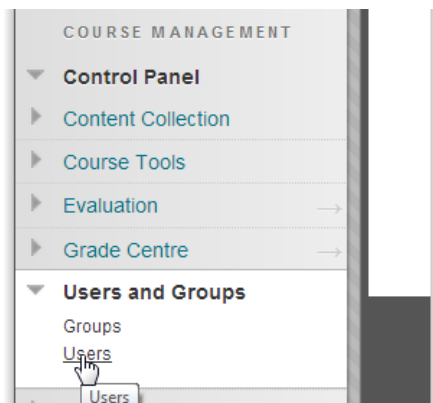 COURSE MANAGEMENT
Control Panel
Content Collection
Course Tools
Evaluation
Grade Centre
Users and Groups
Groups
Users
Users